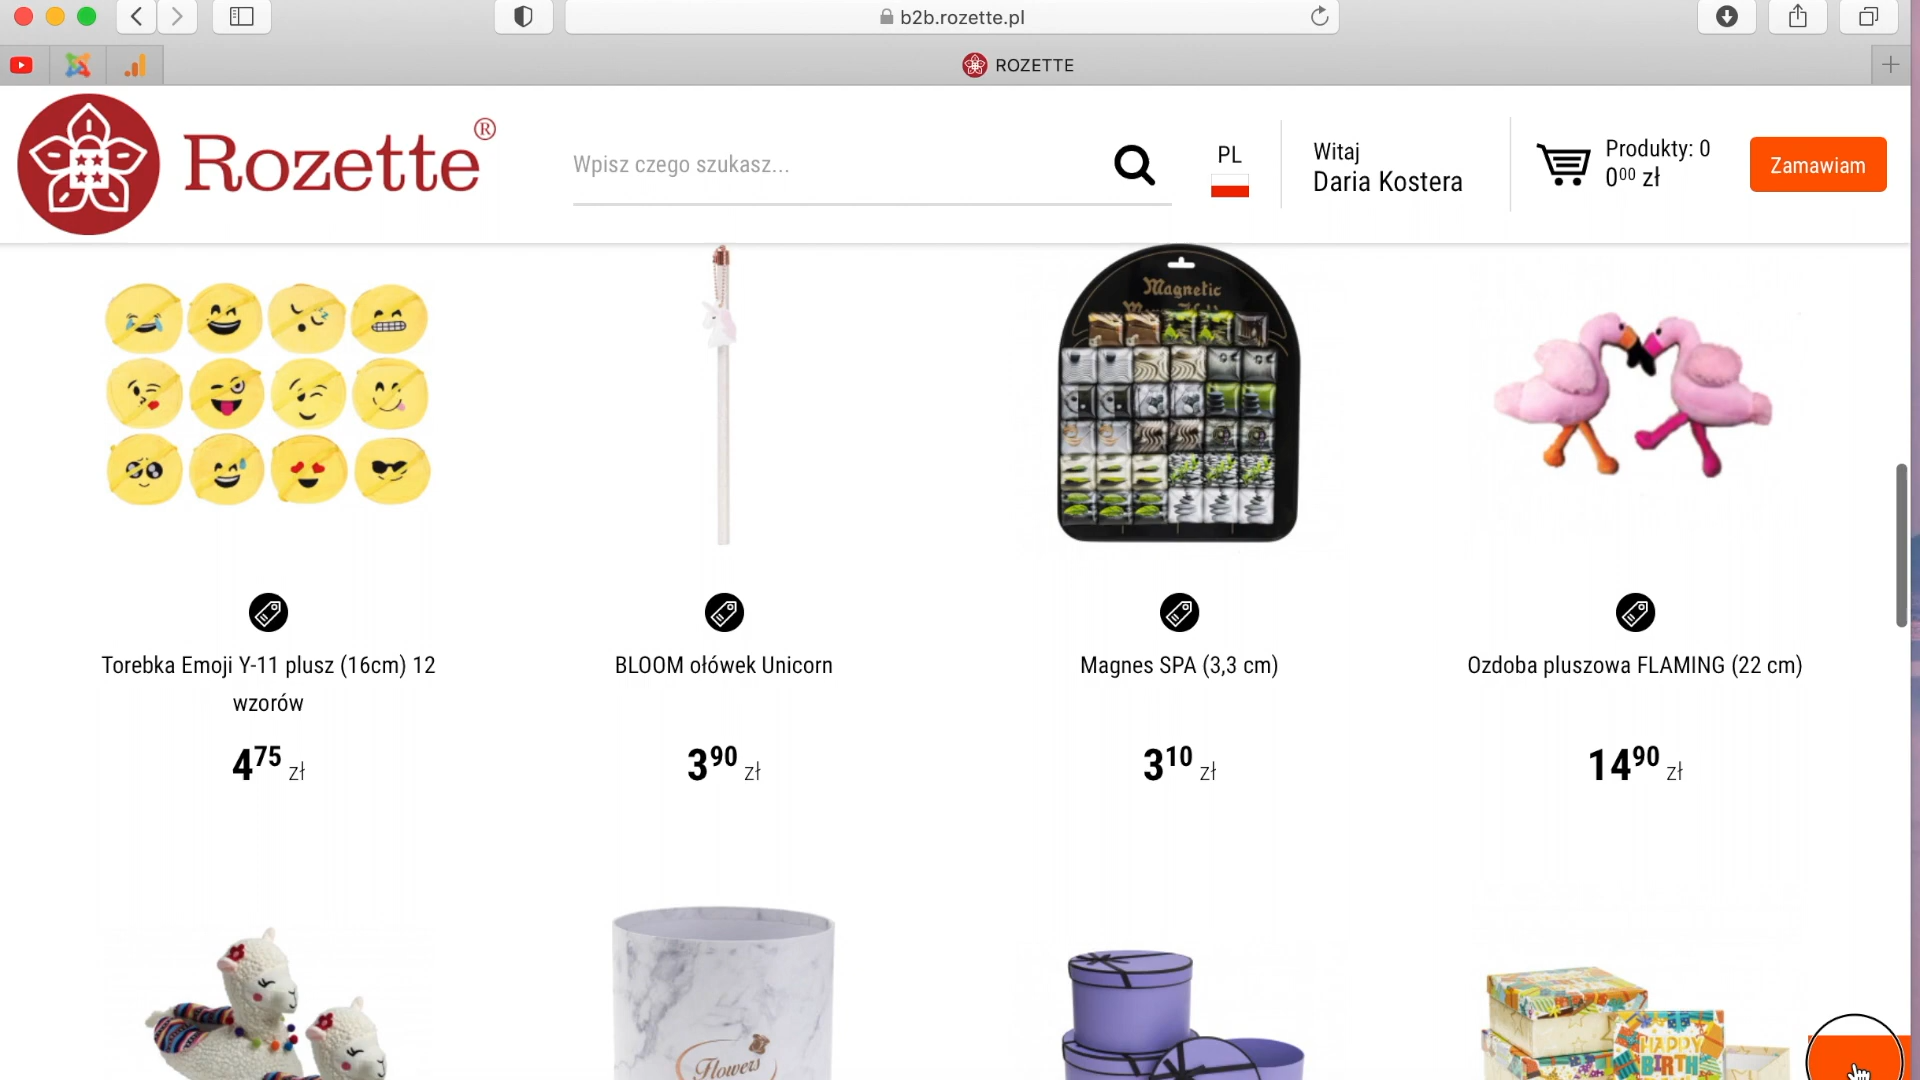 b2b.rozette.pl
ROZETTE
Rozette®
Wpisz czego szukasz...
PL
Witaj
Daria Kostera
Produkty: 0
0⁰⁰ zł
Zamawiam
Magnetic
Torebka Emoji Y-11 plusz (16cm) 12
wzorów
4⁷⁵ zł
BLOOM ołówek Unicorn
3⁹⁰ zł
Magnes SPA (3,3 cm)
3¹⁰ zł
Ozdoba pluszowa FLAMING (22 cm)
14⁹⁰ zł
Flowers
HAPPY
BIRTH